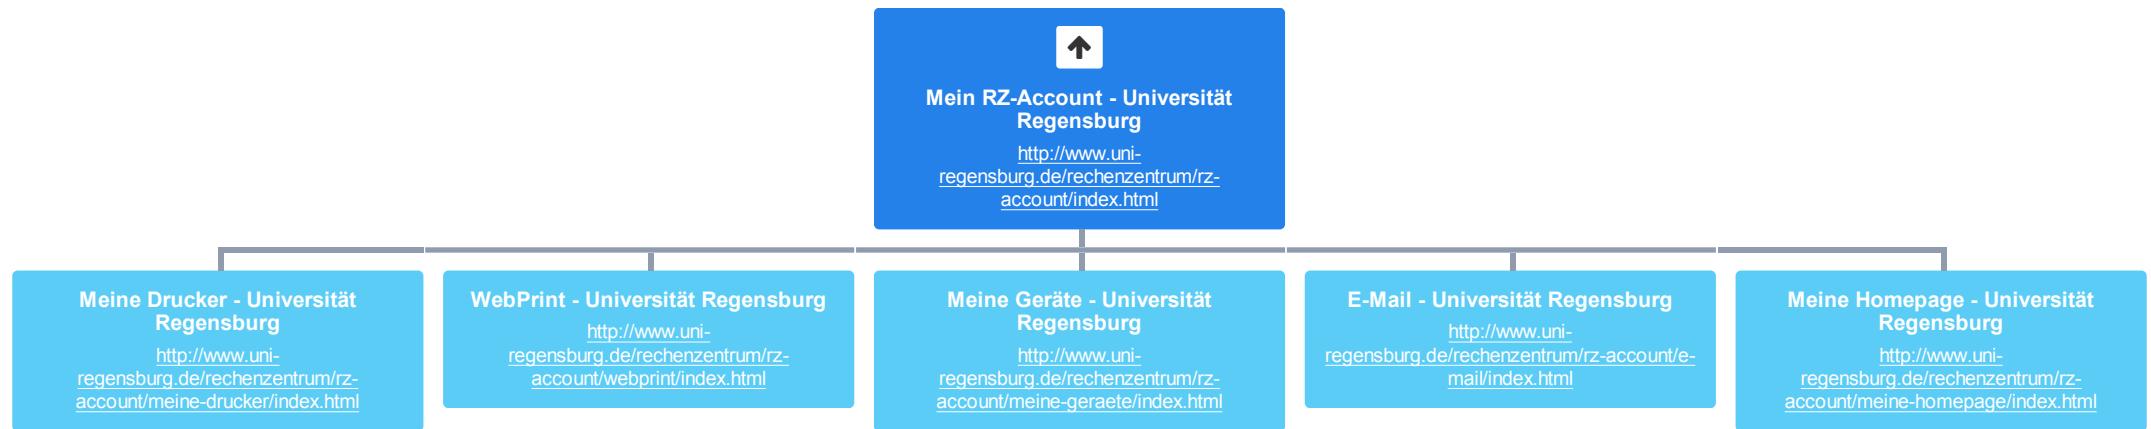 Mein RZ-Account - Universität
Regensburg
http://www.uni-
regensburg.de/rechenzentrum/rz-
account/index.html
Meine Drucker - Universität
Regensburg
http://www.uni-
regensburg.de/rechenzentrum/rz-
account/meine-drucker/index.html
WebPrint - Universität Regensburg
http://www.uni-
regensburg.de/rechenzentrum/rz-
account/webprint/index.html
Meine Geräte - Universität
Regensburg
http://www.uni-
regensburg.de/rechenzentrum/rz-
account/meine-geraete/index.html
E-Mail - Universität Regensburg
http://www.uni-
regensburg.de/rechenzentrum/rz-account/e-
mail/index.html
Meine Homepage - Universität
Regensburg
http://www.uni-
regensburg.de/rechenzentrum/rz-
account/meine-homepage/index.html